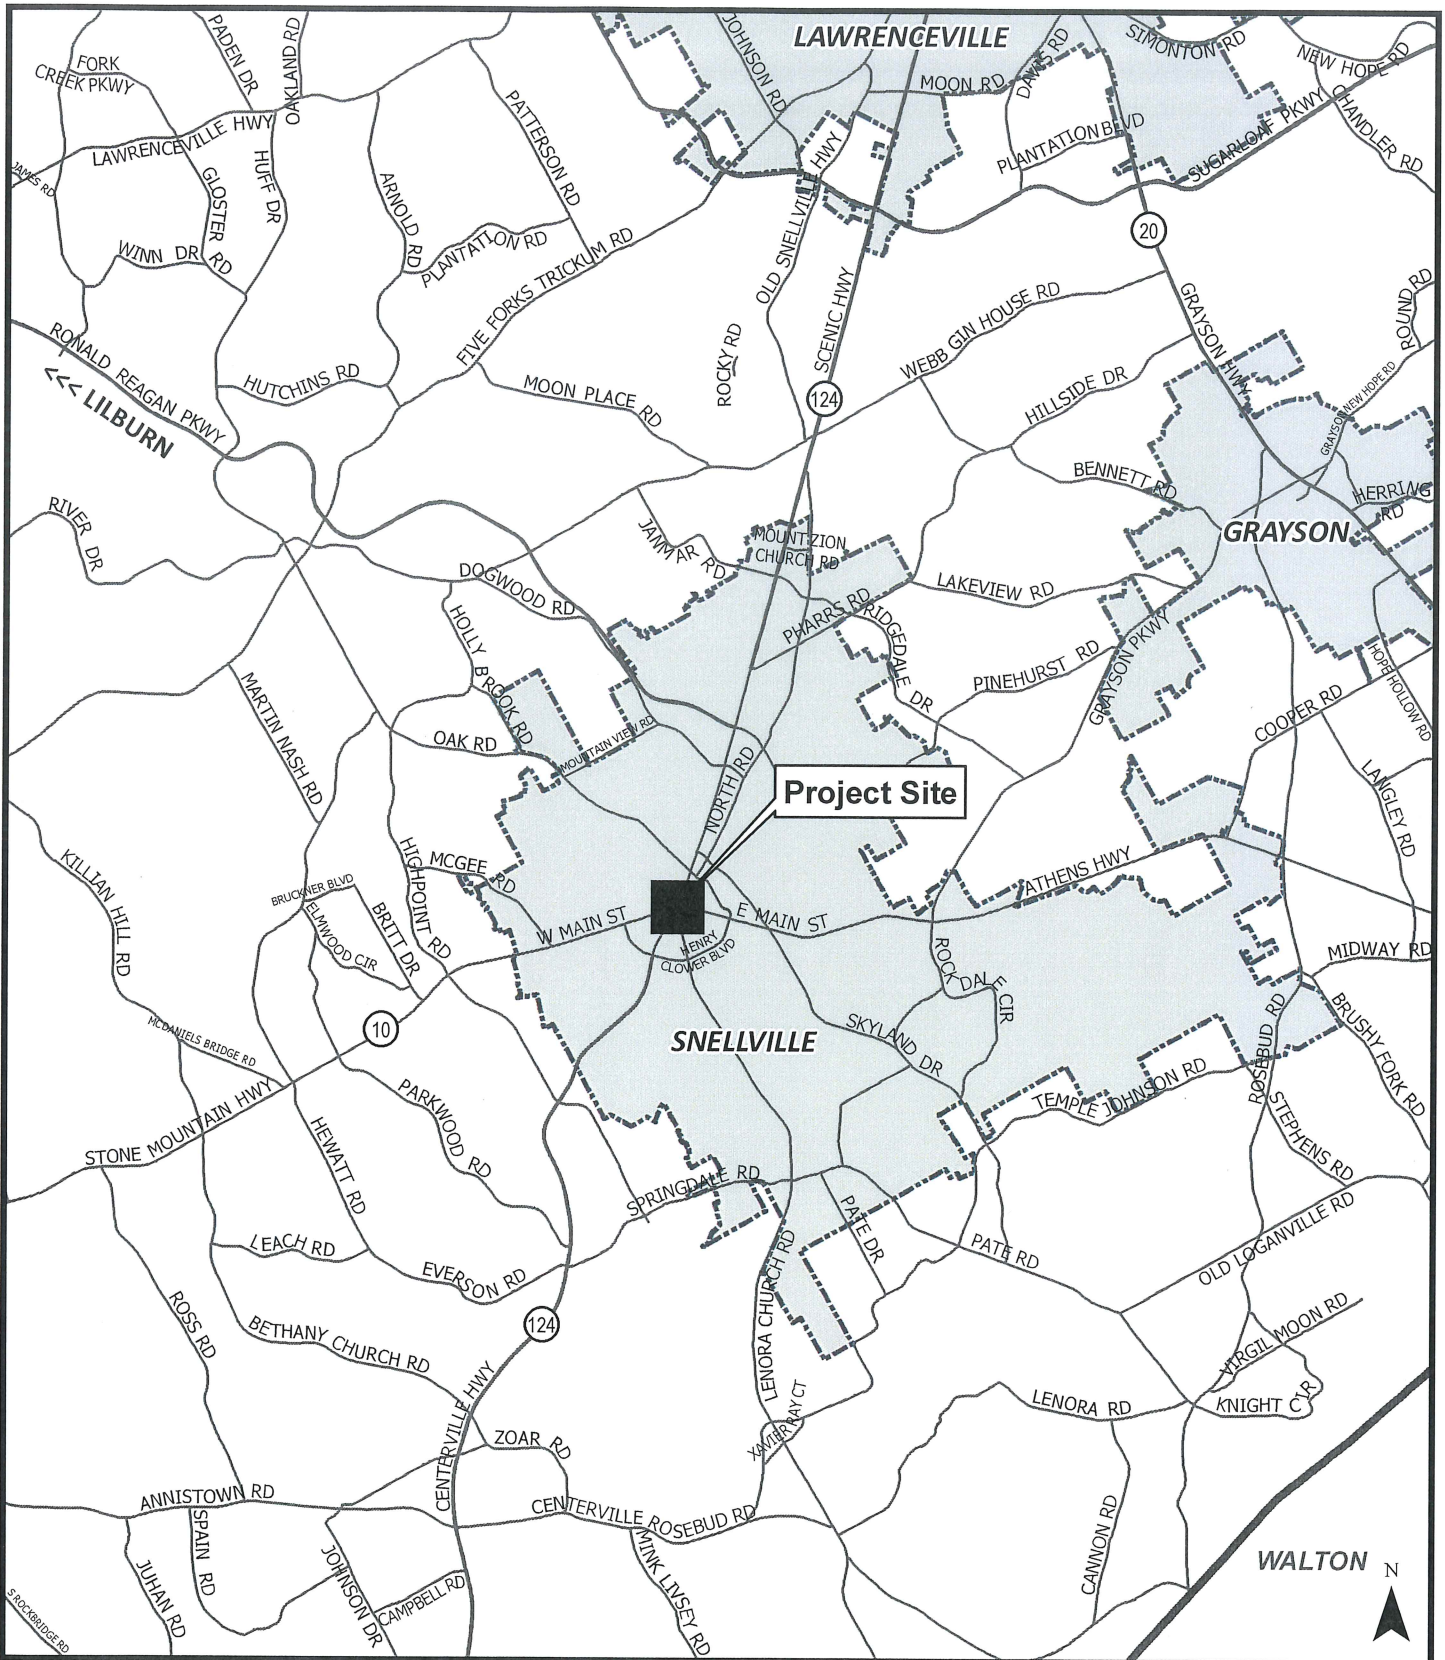 LAWRENCEVILLE
JOHNSON RD
PADEN DR
OAKLAND RD
FORK
CREEK PKWY
SIMONTON RD
NEW HOPE RD
DAVIS RD
MOON RD
PATTERSON RD
CHANDLER RD
LAWRENCEVILLE HWY
PLANTATION BLVD
SUGARLOAF PKWY
JAMES RD
GLOSTER RD
HUFF DR
ARNOLD RD
WINN DR
PLANTATION RD
FIVE FORKS TRICKUM RD
OLD SNELLVILLE HWY
20
SCENIC HWY
WEBB GIN HOUSE RD
GRAYSON HWY
ROUND RD
RONALD REAGAN PKWY
<<< LILBURN
HUTCHINS RD
MOON PLACE RD
ROCKY RD
124
HILLSIDE DR
GRAYSON NEW HOPE RD
BENNETT RD
HERRING
RD
GRAYSON
RIVER DR
JANMAR RD
MOUNT ZION
CHURCH RD
DOGWOOD RD
LAKEVIEW RD
HOLLY BROOK RD
PHARRS RD
RIDGEDALE DR
PINEHURST RD
GRAYSON PKWY
HOPE HOLLOW RD
COOPER RD
MARTIN NASH RD
OAK RD
MOUNTAIN VIEW RD
NORTH RD
Project Site
LANGLEY RD
KILLIAN HILL RD
HIGHPOINT RD
MCGEE RD
ATHENS HWY
BRUCKNER BLVD
ELMWOOD CIR
BRITT DR
W MAIN ST
E MAIN ST
HENRY
CLOWER BLVD
ROCK DALE CIR
MIDWAY RD
MCDANIELS BRIDGE RD
10
SNELLVILLE
SKYLAND DR
ROSEBUD RD
BRUSHY FORK RD
STONE MOUNTAIN HWY
PARKWOOD RD
TEMPLE JOHNSON RD
HEWATT RD
STEPHENS RD
SPRINGDALE RD
PATE DR
LEACH RD
EVERSON RD
PATE RD
OLD LOGANVILLE RD
ROSS RD
BETHANY CHURCH RD
124
LENORA CHURCH RD
VIRGIL MOON RD
CENTERVILLE HWY
XAVIER RAY CT
LENORA RD
KNIGHT CIR
ZOAR RD
ANNISTOWN RD
CENTERVILLE ROSEBUD RD
CANNON RD
SPAIN RD
JUHAN RD
JOHNSON DR
CAMPBELL RD
MINK LIVSEY RD
WALTON
N
S ROCKBRIDGE RD